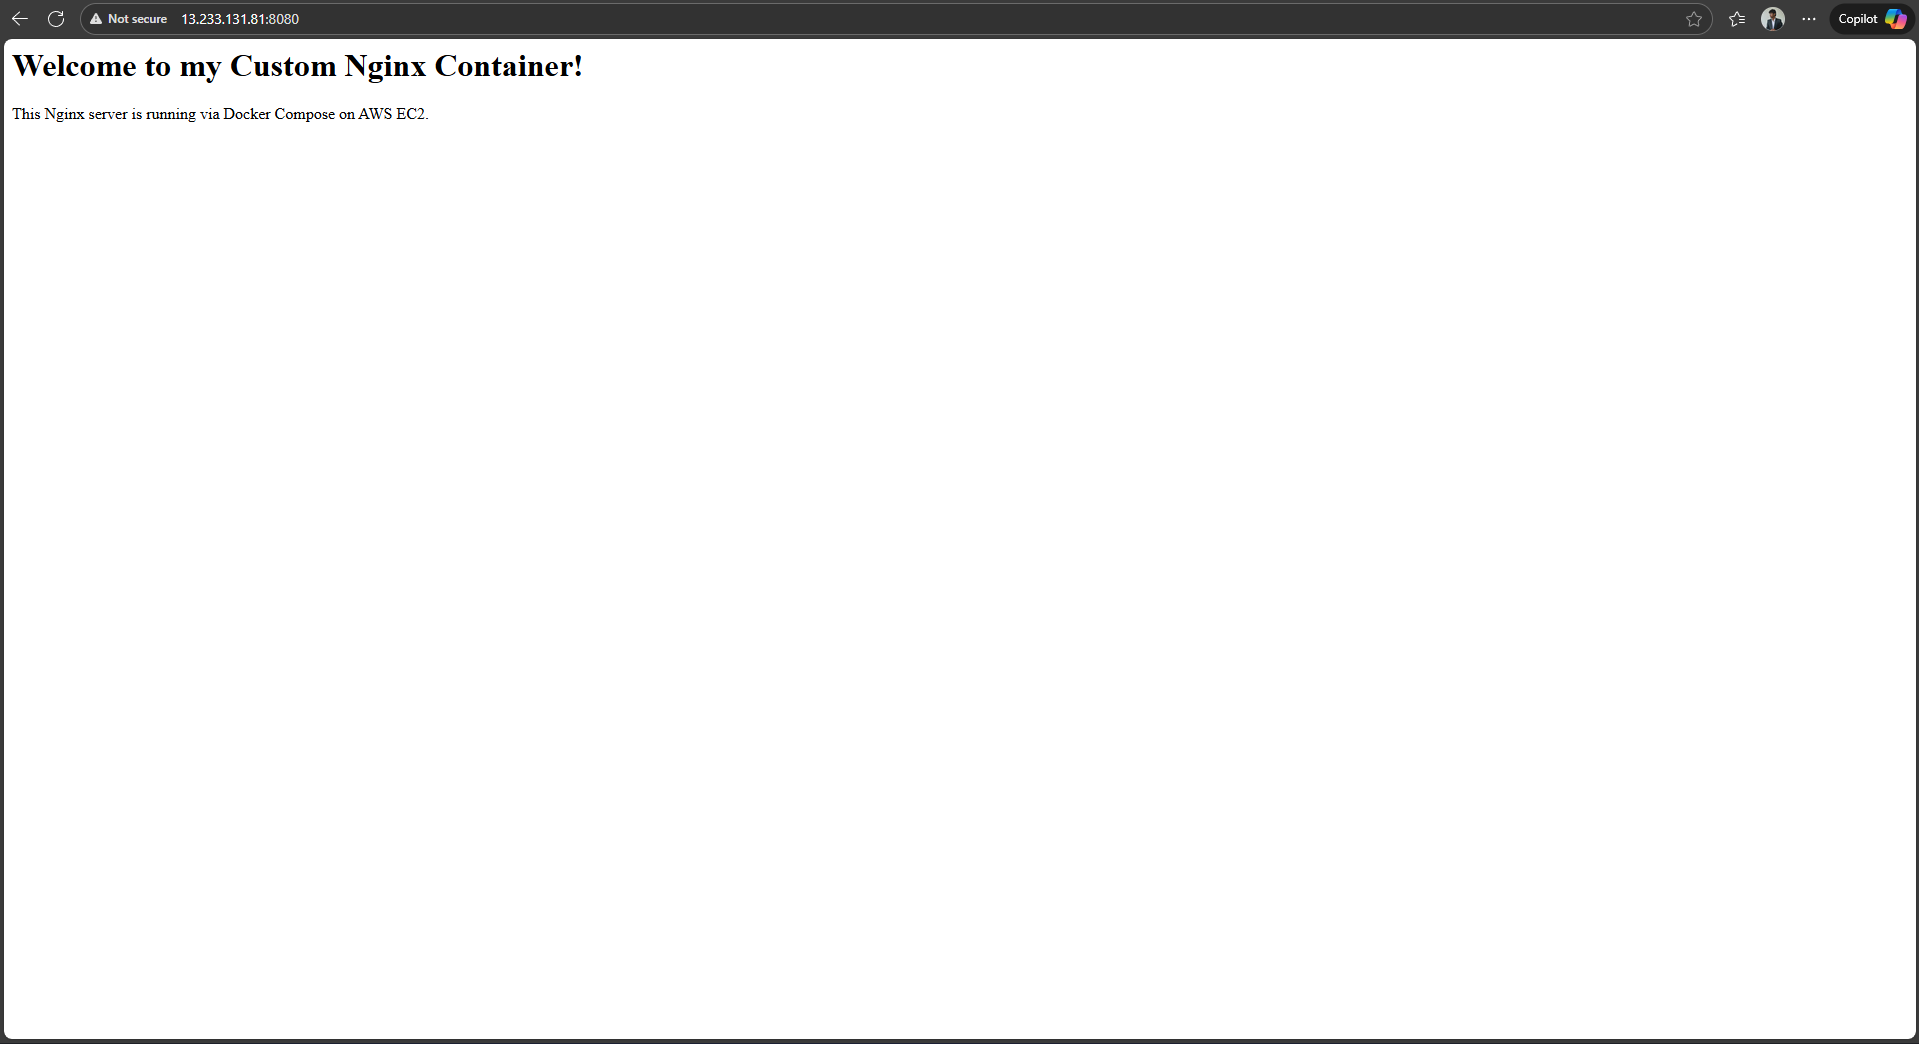 Not secure 13.233.131.81:8080
Copilot
Welcome to my Custom Nginx Container!
This Nginx server is running via Docker Compose on AWS EC2.